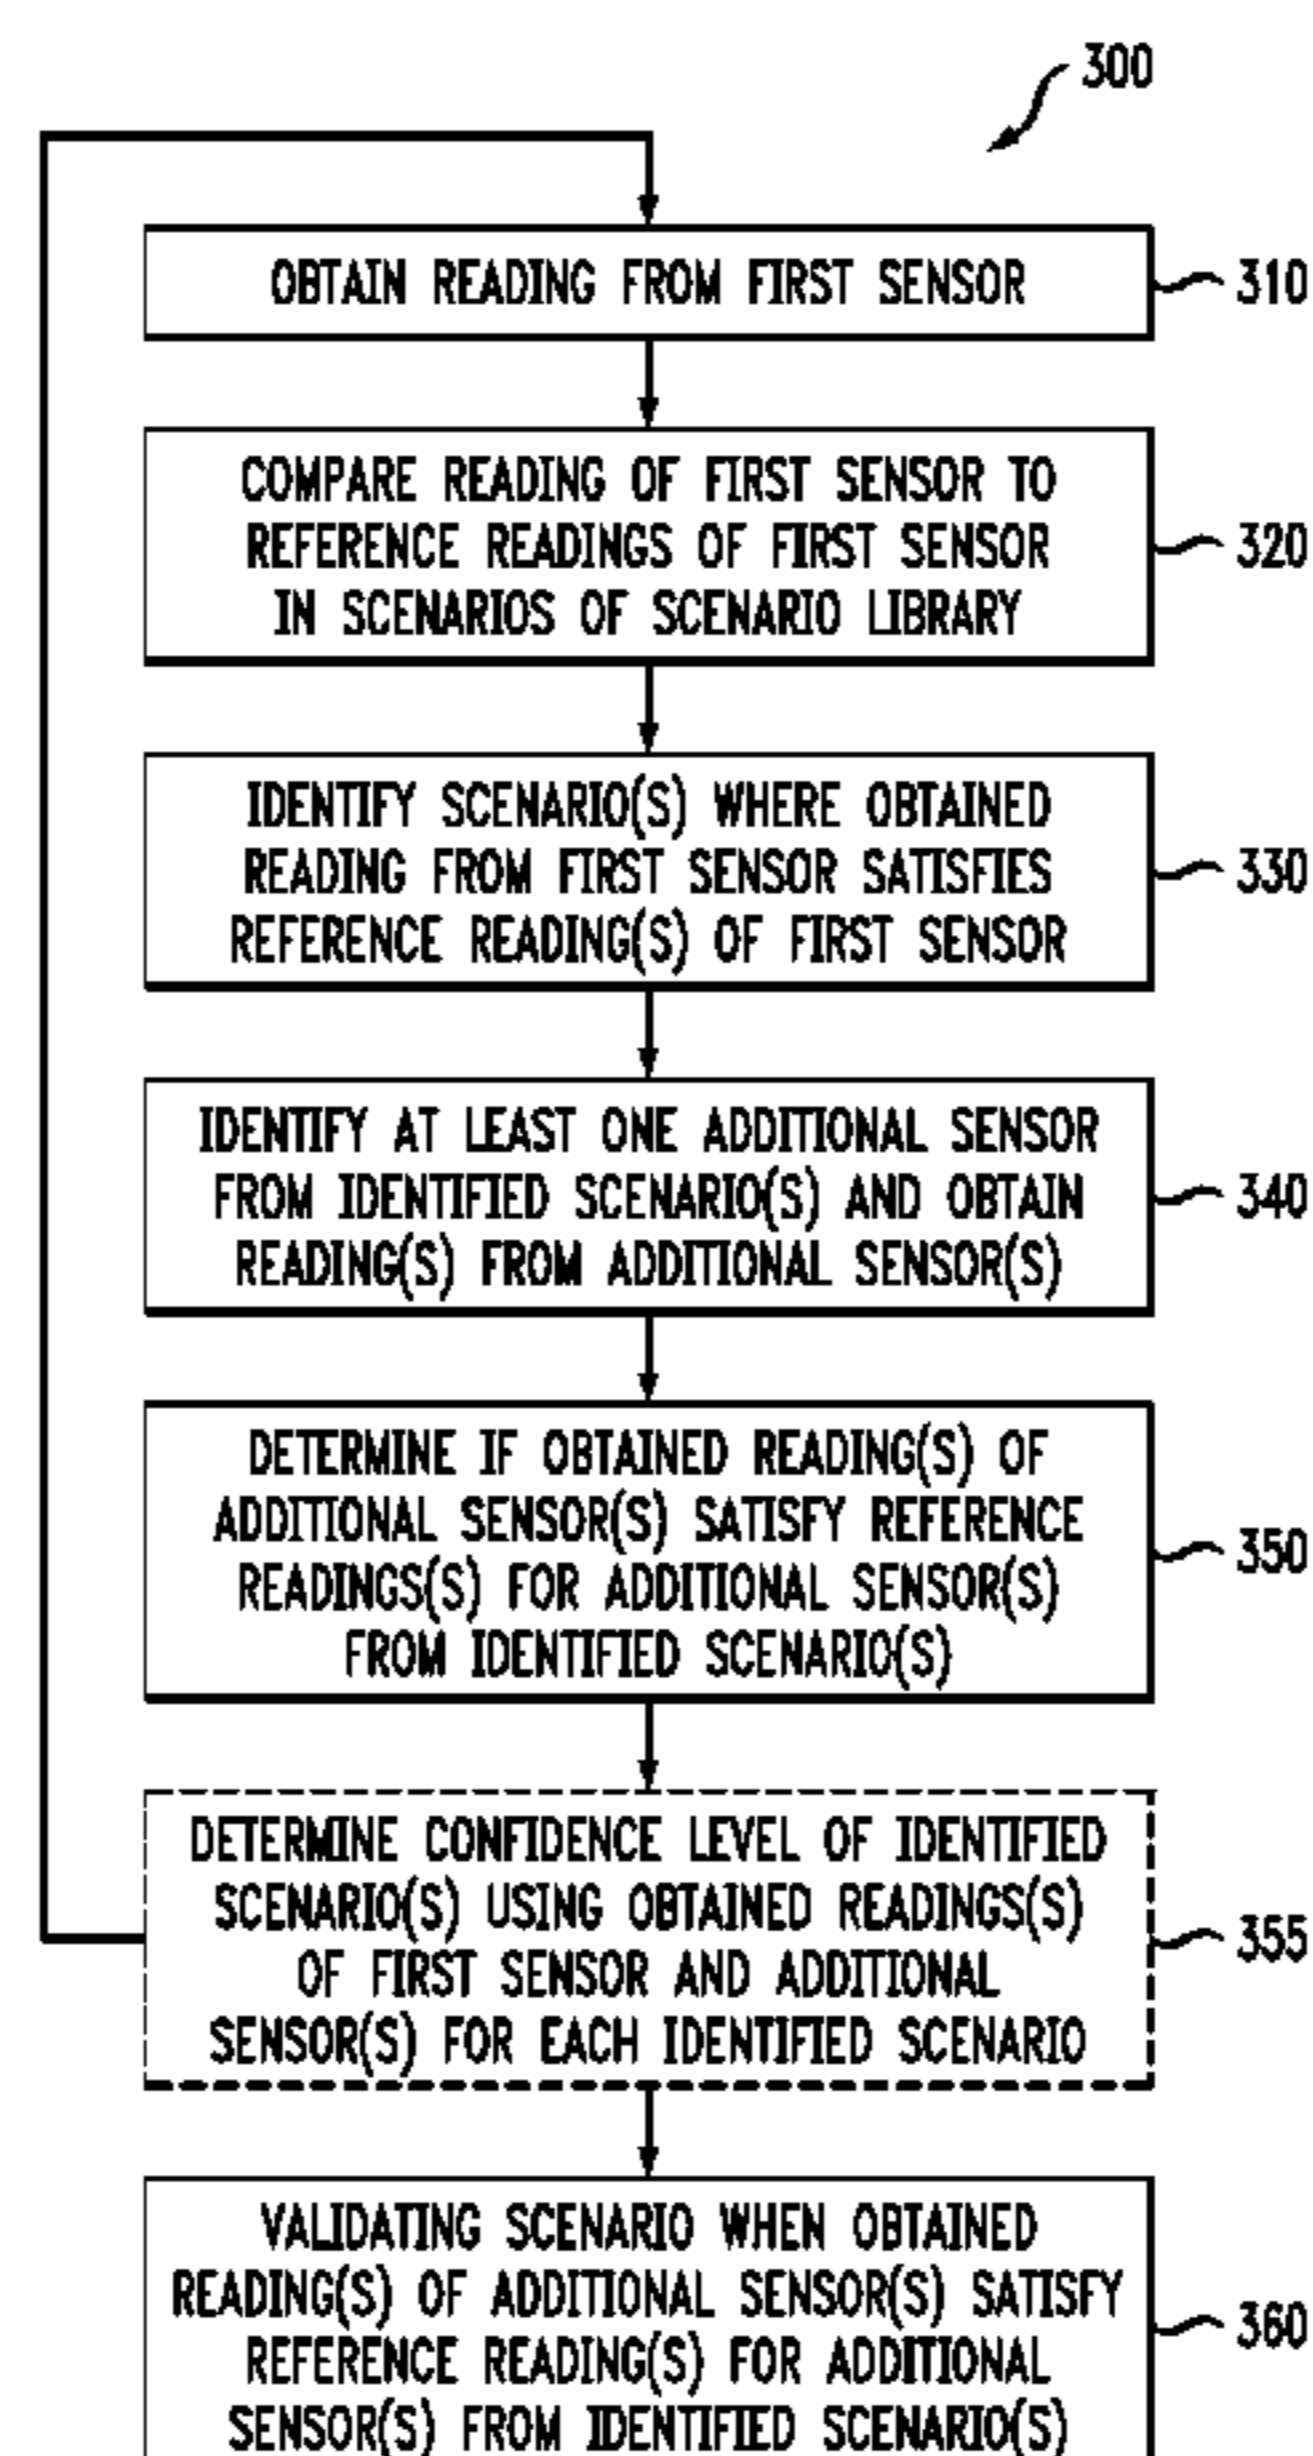 300
OBTAIN READING FROM FIRST SENSOR
310
COMPARE READING OF FIRST SENSOR TO
REFERENCE READINGS OF FIRST SENSOR
IN SCENARIOS OF SCENARIO LIBRARY
320
IDENTIFY SCENARIO(S) WHERE OBTAINED
READING FROM FIRST SENSOR SATISFIES
REFERENCE READING(S) OF FIRST SENSOR
330
IDENTIFY AT LEAST ONE ADDITIONAL SENSOR
FROM IDENTIFIED SCENARIO(S) AND OBTAIN
READING(S) FROM ADDITIONAL SENSOR(S)
340
DETERMINE IF OBTAINED READING(S) OF
ADDITIONAL SENSOR(S) SATISFY REFERENCE
READINGS(S) FOR ADDITIONAL SENSOR(S)
FROM IDENTIFIED SCENARIO(S)
350
DETERMINE CONFIDENCE LEVEL OF IDENTIFIED
SCENARIO(S) USING OBTAINED READINGS(S)
OF FIRST SENSOR AND ADDITIONAL
SENSOR(S) FOR EACH IDENTIFIED SCENARIO
355
VALIDATING SCENARIO WHEN OBTAINED
READING(S) OF ADDITIONAL SENSOR(S) SATISFY
REFERENCE READING(S) FOR ADDITIONAL
SENSOR(S) FROM IDENTIFIED SCENARIO(S)
360